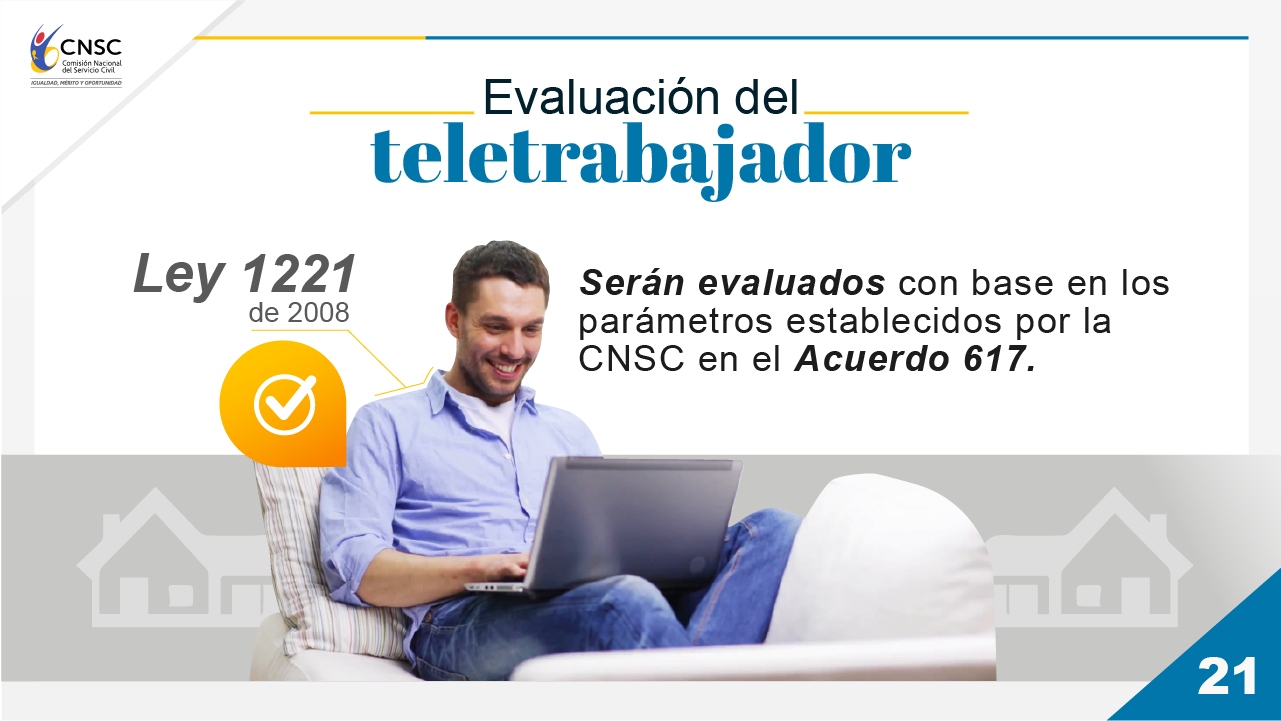 CNSC
Comisión Nacional
del Servicio Civil
IGUALDAD, MÉRITO Y OPORTUNIDAD
Evaluación del
teletrabajador
Ley 1221
de 2008
Serán evaluados con base en los
parámetros establecidos por la
CNSC en el Acuerdo 617.
21